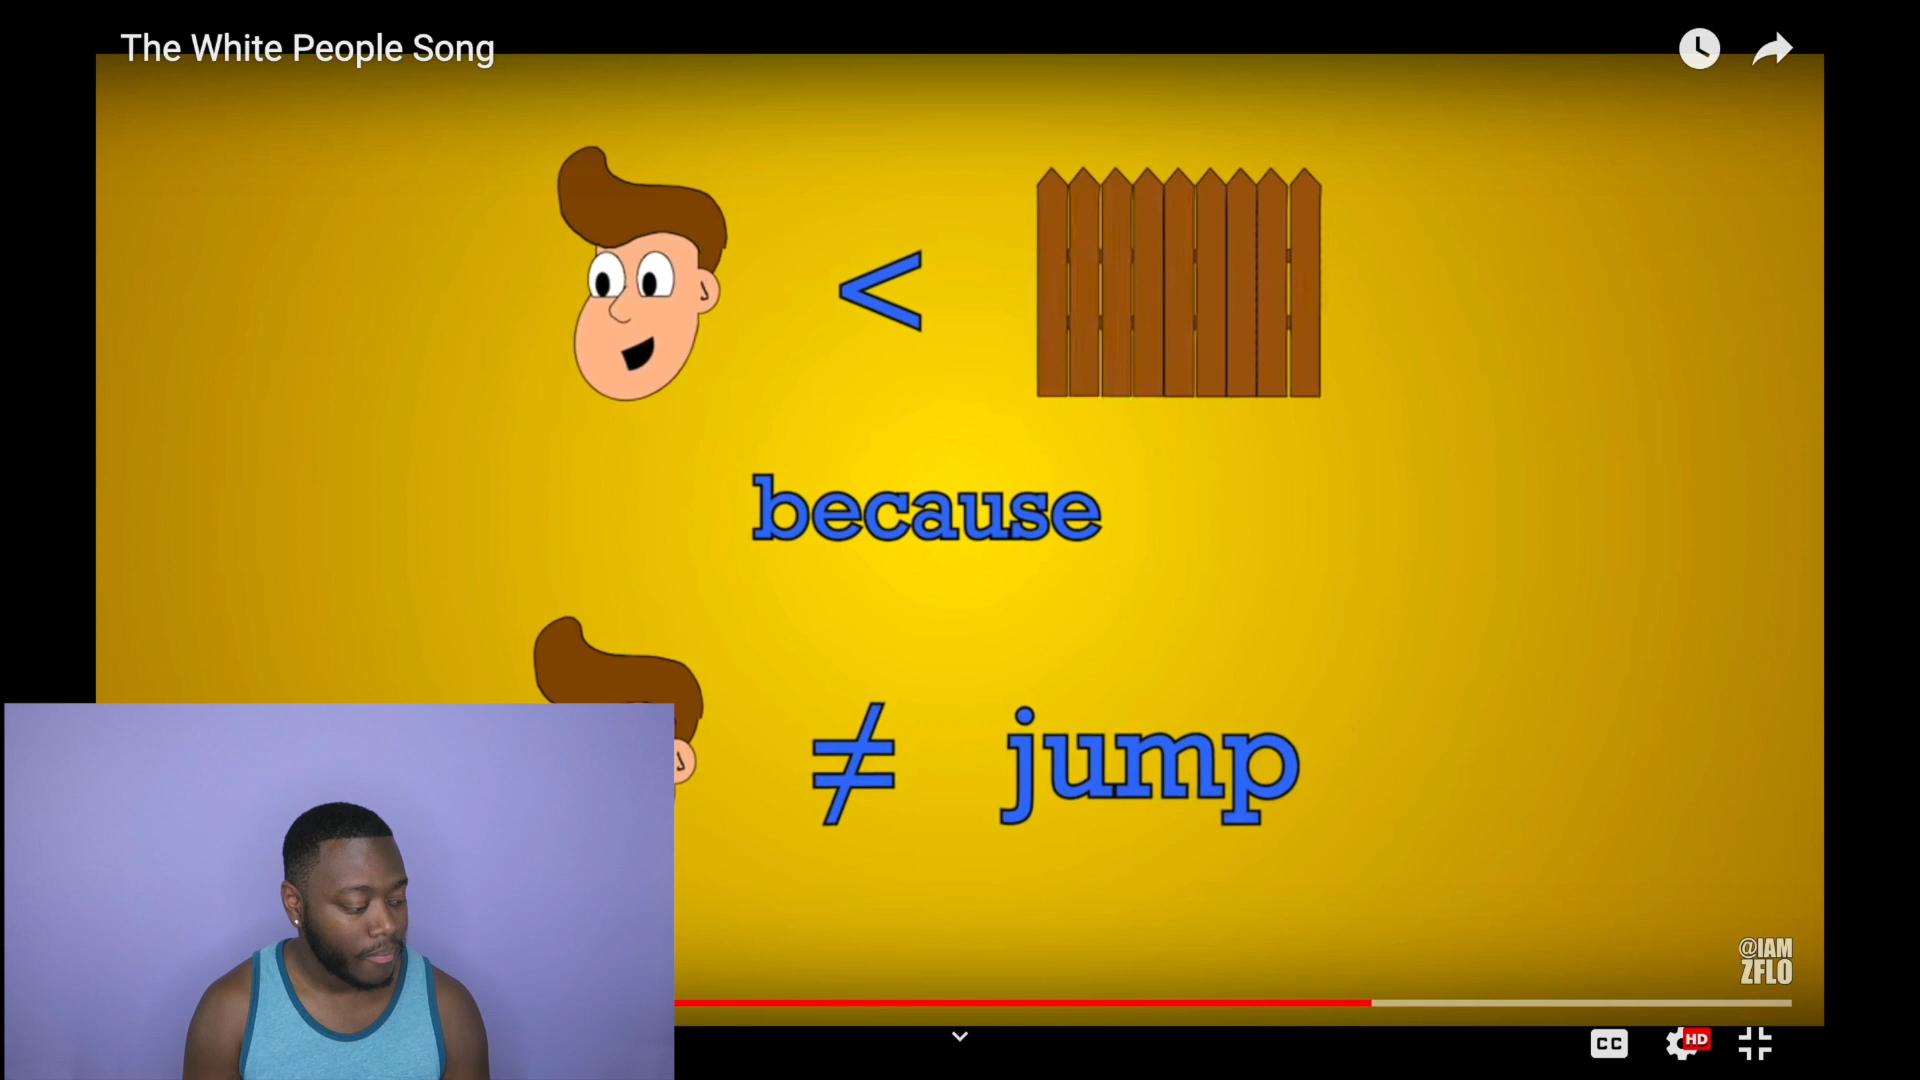 The White People Song
<
because
≠ jump
@IAM
ZFLO
CC
HD